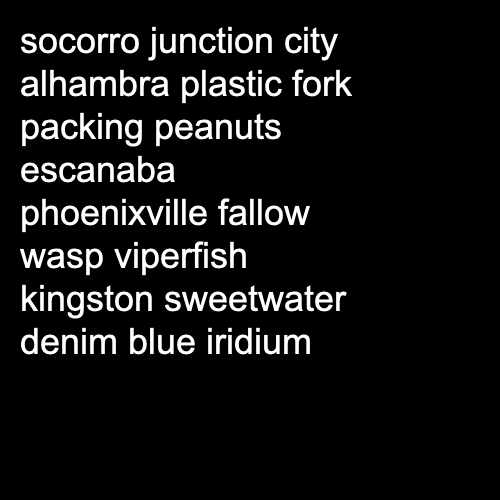 socorro junction city
alhambra plastic fork
packing peanuts
escanaba
phoenixville fallow
wasp viperfish
kingston sweetwater
denim blue iridium